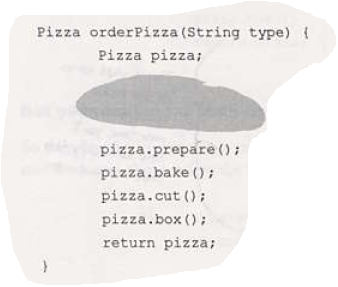 Pizza orderPizza(String type) {
Pizza pizza;
pizza.prepare();
pizza.bake();
pizza.cut();
pizza.box();
return pizza;
}